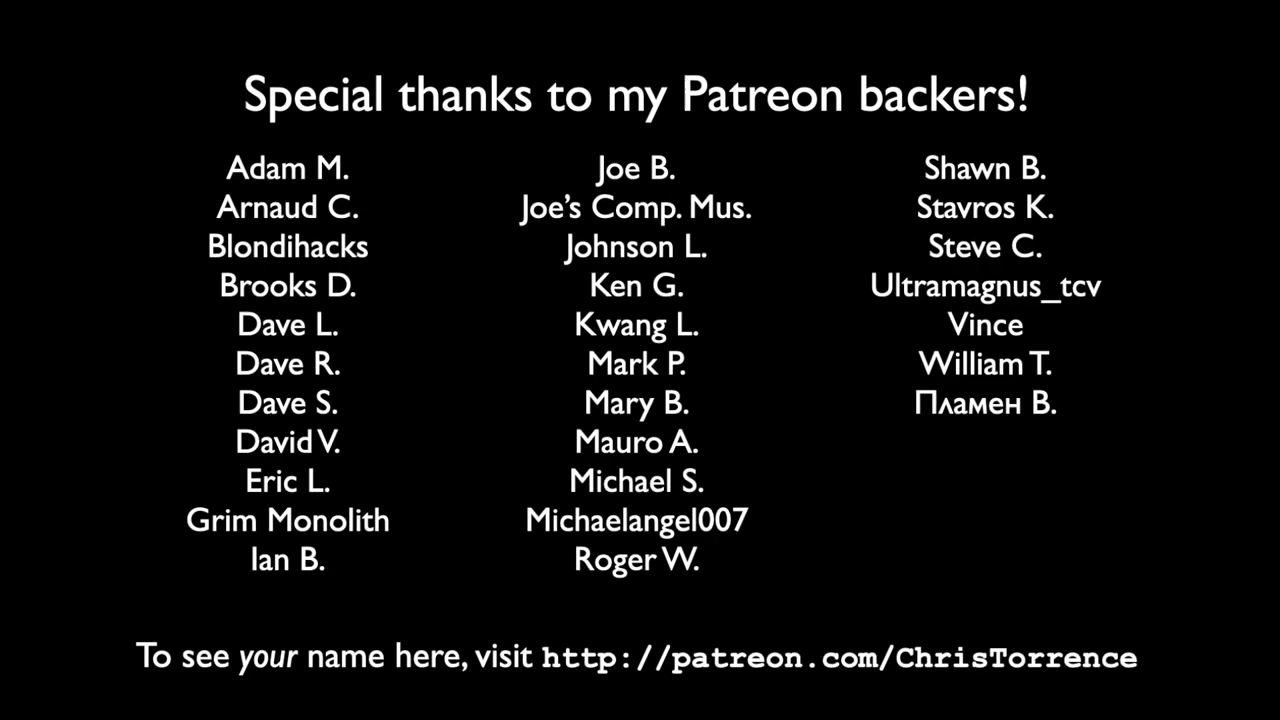 Special thanks to my Patreon backers!
Adam M.
Arnaud C.
Blondihacks
Brooks D.
Dave L.
Dave R.
Dave S.
David V.
Eric L.
Grim Monolith
Ian B.
Joe B.
Joe’s Comp. Mus.
Johnson L.
Ken G.
Kwang L.
Mark P.
Mary B.
Mauro A.
Michael S.
Michaelangel007
Roger W.
Shawn B.
Stavros K.
Steve C.
Ultramagnus_tcv
Vince
William T.
Пламен В.
To see your name here, visit http://patreon.com/ChrisTorrence